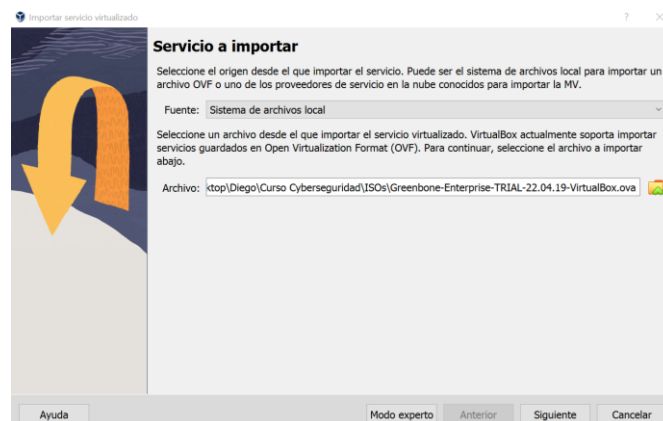 Importar servicio virtualizado
Servicio a importar
Seleccione el origen desde el que importar el servicio. Puede ser el sistema de archivos local para importar un
archivo OVF o uno de los proveedores de servicio en la nube conocidos para importar la MV.
Fuente: Sistema de archivos local
Seleccione un archivo desde el que importar el servicio virtualizado. VirtualBox actualmente soporta importar
servicios guardados en Open Virtualization Format (OVF). Para continuar, seleccione el archivo a importar
abajo.
Archivo: ktop\Diego\Curso Cyberseguridad\ISOs\Greenbone-Enterprise-TRIAL-22.04.19-VirtualBox.ova
Ayuda Modo experto Anterior Siguiente Cancelar